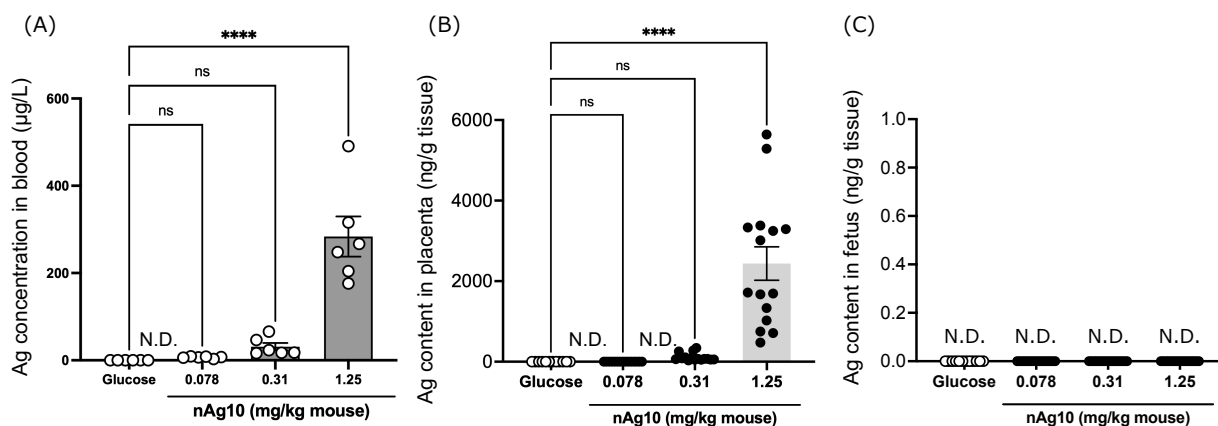 (A)
****
ns
ns
Ag concentration in blood (µg/L)
600
400
200
0
N.D.
Glucose
0.078
0.31
1.25
nAg10 (mg/kg mouse)
(B)
****
ns
ns
Ag content in placenta (ng/g tissue)
6000
4000
2000
0
N.D.
N.D.
Glucose
0.078
0.31
1.25
nAg10 (mg/kg mouse)
(C)
Ag content in fetus (ng/g tissue)
1.0
0.8
0.6
0.4
0.2
0.0
N.D.
N.D.
N.D.
N.D.
Glucose
0.078
0.31
1.25
nAg10 (mg/kg mouse)